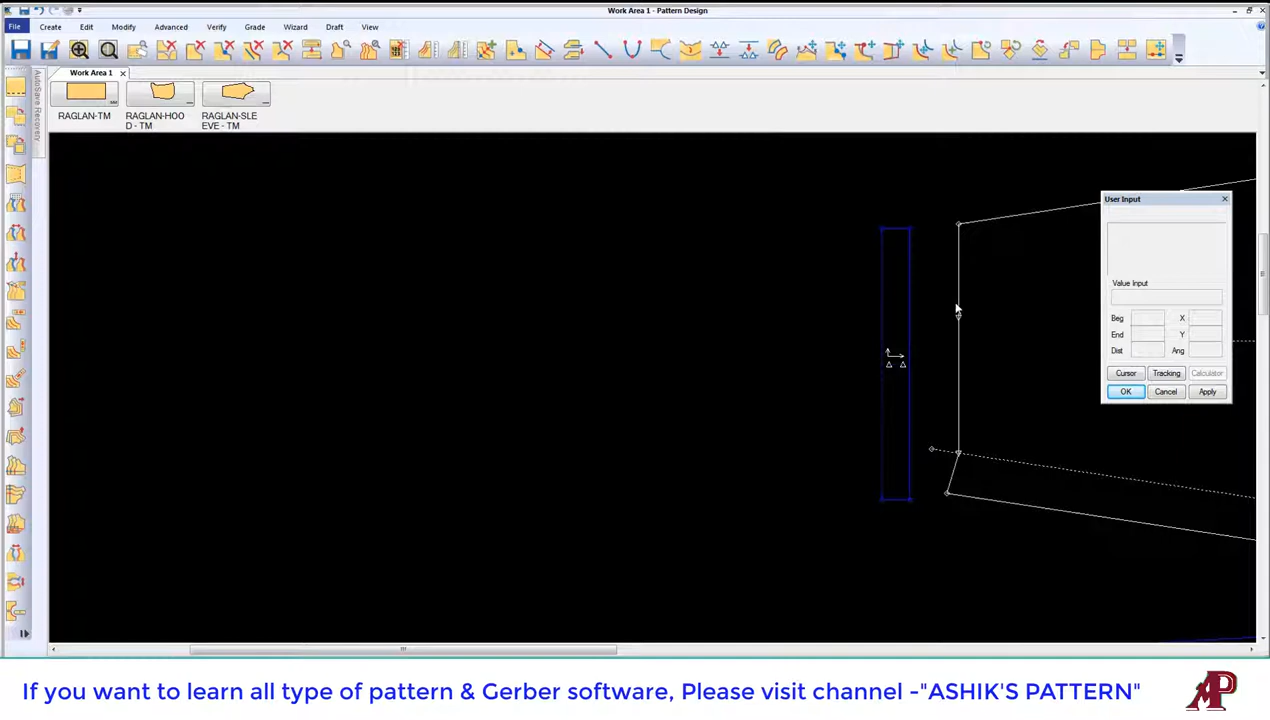 Work Area 1 - Pattern Design
File Create Edit Modify Advanced Verify Grade Wizard Draft View
Work Area 1
AutoSave Recovery
RAGLAN-TM
RAGLAN-HOO
D - TM
RAGLAN-SLE
EVE - TM
User Input
Value Input
Beg X
End Y
Dist Ang
Cursor Tracking Calculator
OK Cancel Apply
If you want to learn all type of pattern & Gerber software, Please visit channel -"ASHIK'S PATTERN"